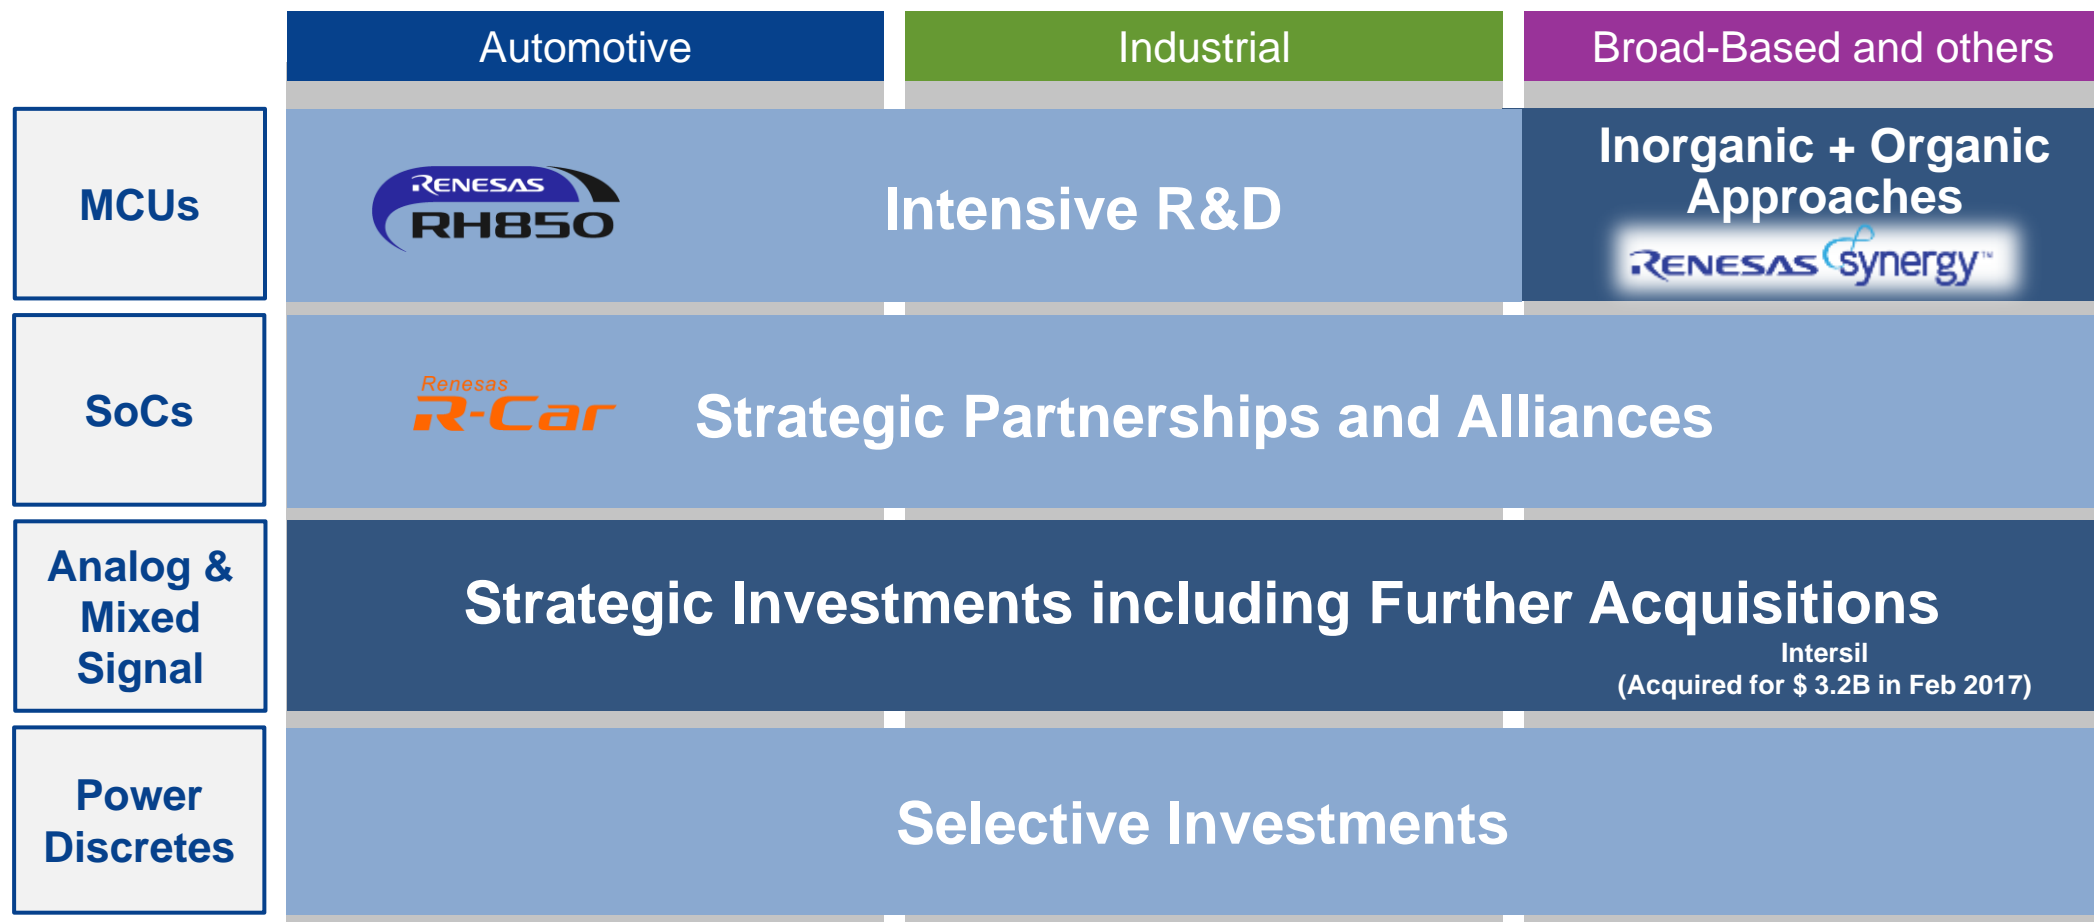 Automotive
Industrial
Broad-Based and others
MCUs
RENESAS
RH850
Intensive R&D
Inorganic + Organic
Approaches
RENESAS synergy™
SoCs
Renesas
R-Car
Strategic Partnerships and Alliances
Analog &
Mixed
Signal
Strategic Investments including Further Acquisitions
Intersil
(Acquired for $ 3.2B in Feb 2017)
Power
Discretes
Selective Investments